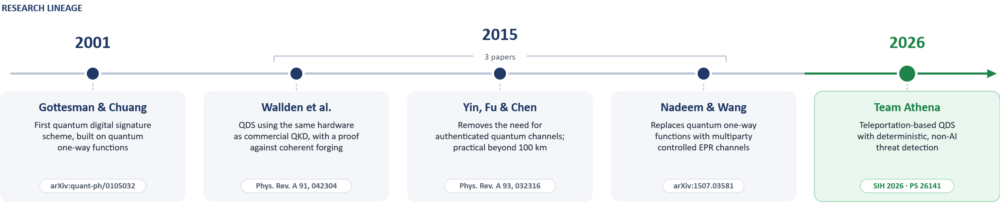 RESEARCH LINEAGE
2001
2015
3 papers
2026
Gottesman & Chuang
First quantum digital signature
scheme, built on quantum
one-way functions
arXiv:quant-ph/0105032
Wallden et al.
QDS using the same hardware
as commercial QKD, with a proof
against coherent forging
Phys. Rev. A 91, 042304
Yin, Fu & Chen
Removes the need for
authenticated quantum channels;
practical beyond 100 km
Phys. Rev. A 93, 032316
Nadeem & Wang
Replaces quantum one-way
functions with multiparty
controlled EPR channels
arXiv:1507.03581
Team Athena
Teleportation-based QDS
with deterministic, non-AI
threat detection
SIH 2026 · PS 26141